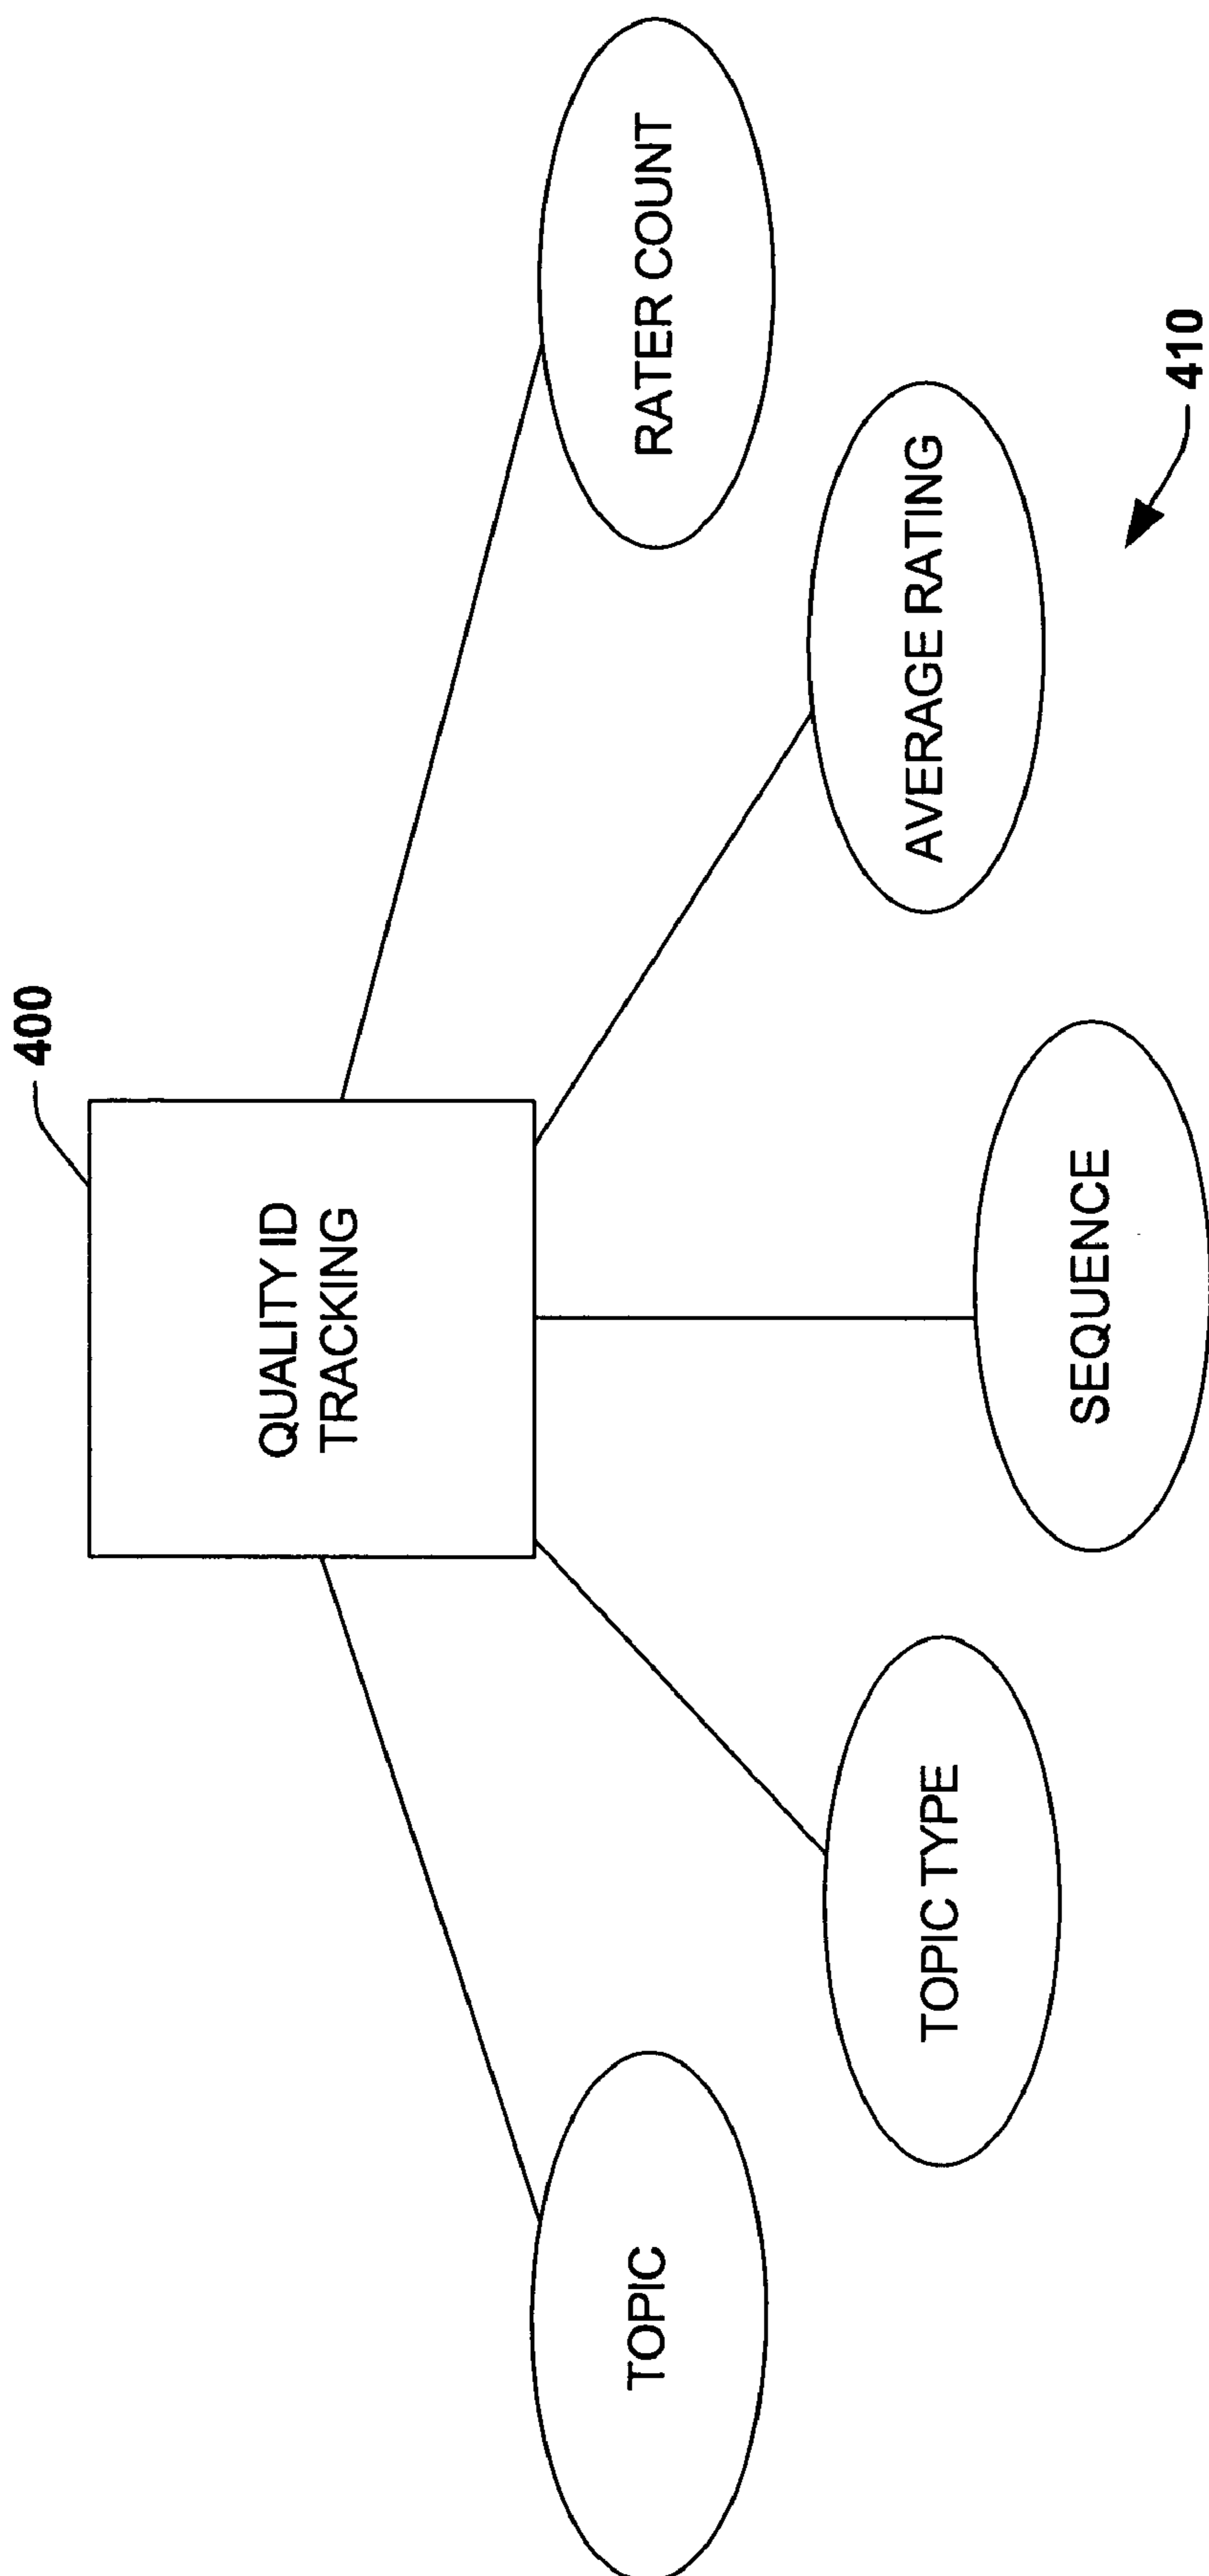 400
QUALITY ID
TRACKING
TOPIC
TOPIC TYPE
SEQUENCE
AVERAGE RATING
RATER COUNT
410